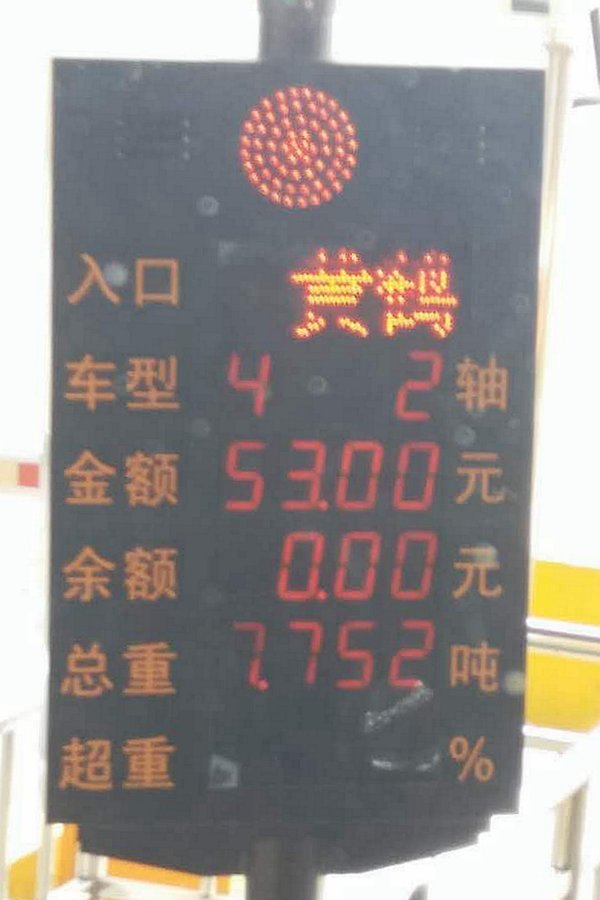 入口 黄鹤
车型 4 2 轴
金额 53.00 元
余额 0.00 元
总重 7.752 吨
超重 %